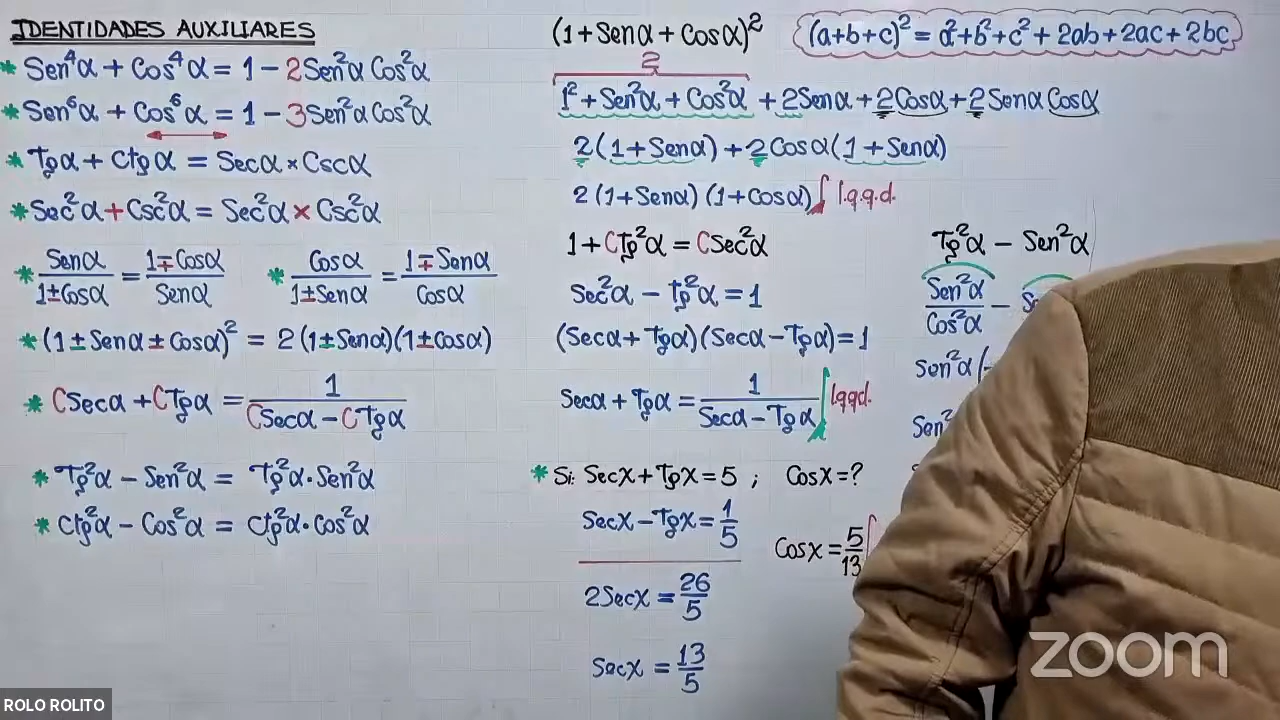 IDENTIDADES AUXILIARES
* Sen⁴α + Cos⁴α = 1 - 2Sen²α Cos²α
* Sen⁶α + Cos⁶α = 1 - 3Sen²α Cos²α
* Tgα + Ctgα = Secα × Cscα
* Sec²α + Csc²α = Sec²α × Csc²α
* Senα/(1±Cosα) = (1∓Cosα)/Senα * Cosα/(1±Senα) = (1∓Senα)/Cosα
* (1 ± Senα ± Cosα)² = 2(1±Senα)(1±Cosα)
* CSecα + CTgα = 1/(CSecα - CTgα)
* Tg²α - Sen²α = Tg²α · Sen²α
* Ctg²α - Cos²α = Ctg²α · Cos²α
(1 + Senα + Cosα)² (a+b+c)² = a²+b²+c² + 2ab + 2ac + 2bc
2
1² + Sen²α + Cos²α + 2Senα + 2Cosα + 2Senα Cosα
2(1+Senα) + 2Cosα(1+Senα)
2(1+Senα)(1+Cosα) l.q.q.d.
1 + CTg²α = CSec²α
Sec²α - Tg²α = 1
(Secα + Tgα)(Secα - Tgα) = 1
Secα + Tgα = 1/(Secα - Tgα) lqqd.
* Si: Secx + Tgx = 5 ; Cosx = ?
Secx - Tgx = 1/5
2Secx = 26/5
Secx = 13/5
Cosx = 5/13
Tg²α - Sen²α
Sen²α/Cos²α -
Sen²α(
Sen²
zoom
ROLO ROLITO